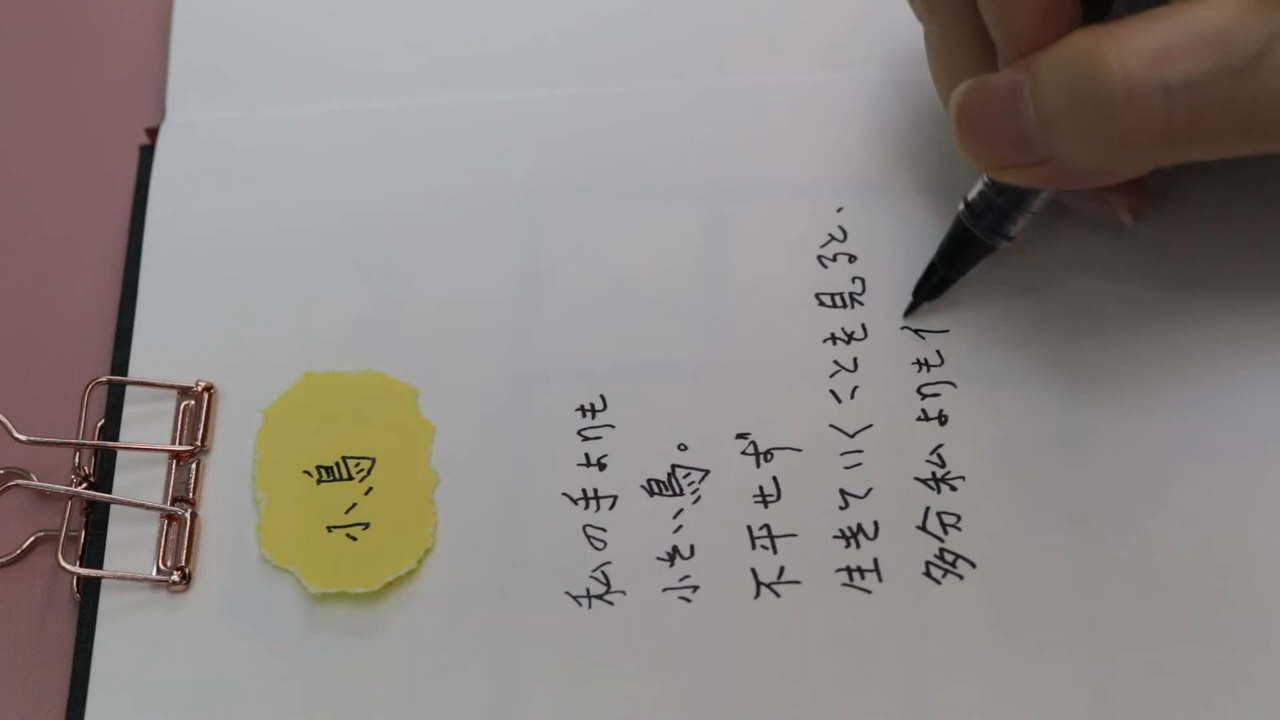 小鳥
私の手よりも
小さい鳥。
不平せず
生きていくことを見ると、
多分私よりも